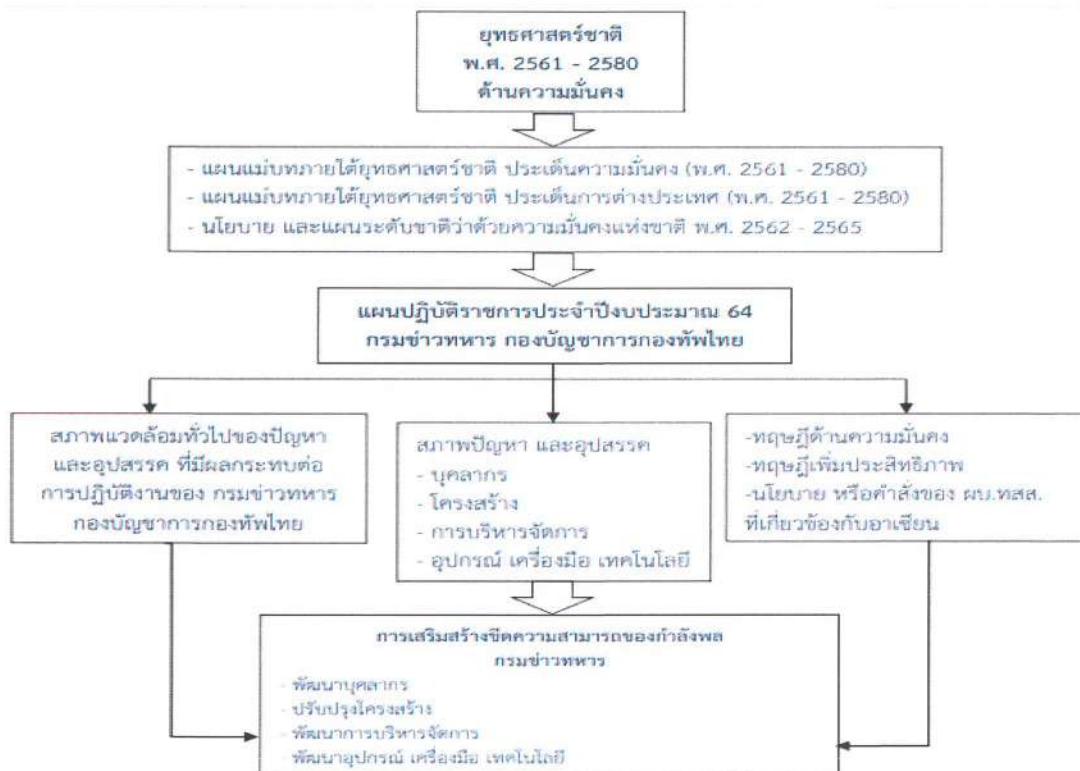 ยุทธศาสตร์ชาติ
พ.ศ. 2561 - 2580
ด้านความมั่นคง
- แผนแม่บทภายใต้ยุทธศาสตร์ชาติ ประเด็นความมั่นคง (พ.ศ. 2561 - 2580)
- แผนแม่บทภายใต้ยุทธศาสตร์ชาติ ประเด็นการต่างประเทศ (พ.ศ. 2561 - 2580)
- นโยบาย และแผนระดับชาติว่าด้วยความมั่นคงแห่งชาติ พ.ศ. 2562 - 2565
แผนปฏิบัติราชการประจำปีงบประมาณ 64
กรมข่าวทหาร กองบัญชาการกองทัพไทย
สภาพแวดล้อมทั่วไปของปัญหา
และอุปสรรค ที่มีผลกระทบต่อ
การปฏิบัติงานของ กรมข่าวทหาร
กองบัญชาการกองทัพไทย
สภาพปัญหา และอุปสรรค
- บุคลากร
- โครงสร้าง
- การบริหารจัดการ
- อุปกรณ์ เครื่องมือ เทคโนโลยี
-ทฤษฎีด้านความมั่นคง
-ทฤษฎีเพิ่มประสิทธิภาพ
-นโยบาย หรือคำสั่งของ ผบ.ทสส.
ที่เกี่ยวข้องกับอาเซียน
การเสริมสร้างขีดความสามารถของกำลังพล
กรมข่าวทหาร
- พัฒนาบุคลากร
- ปรับปรุงโครงสร้าง
- พัฒนาการบริหารจัดการ
- พัฒนาอุปกรณ์ เครื่องมือ เทคโนโลยี